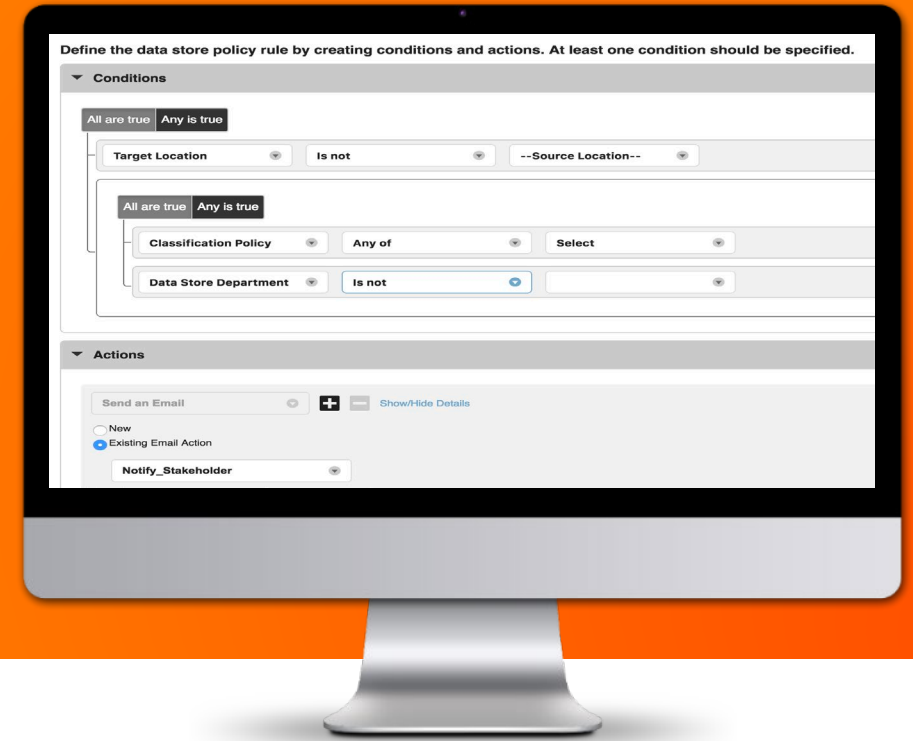 Define the data store policy rule by creating conditions and actions. At least one condition should be specified.
Conditions
All are true Any is true
Target Location Is not --Source Location--
All are true Any is true
Classification Policy Any of Select
Data Store Department Is not
Actions
Send an Email Show/Hide Details
New
Existing Email Action
Notify_Stakeholder